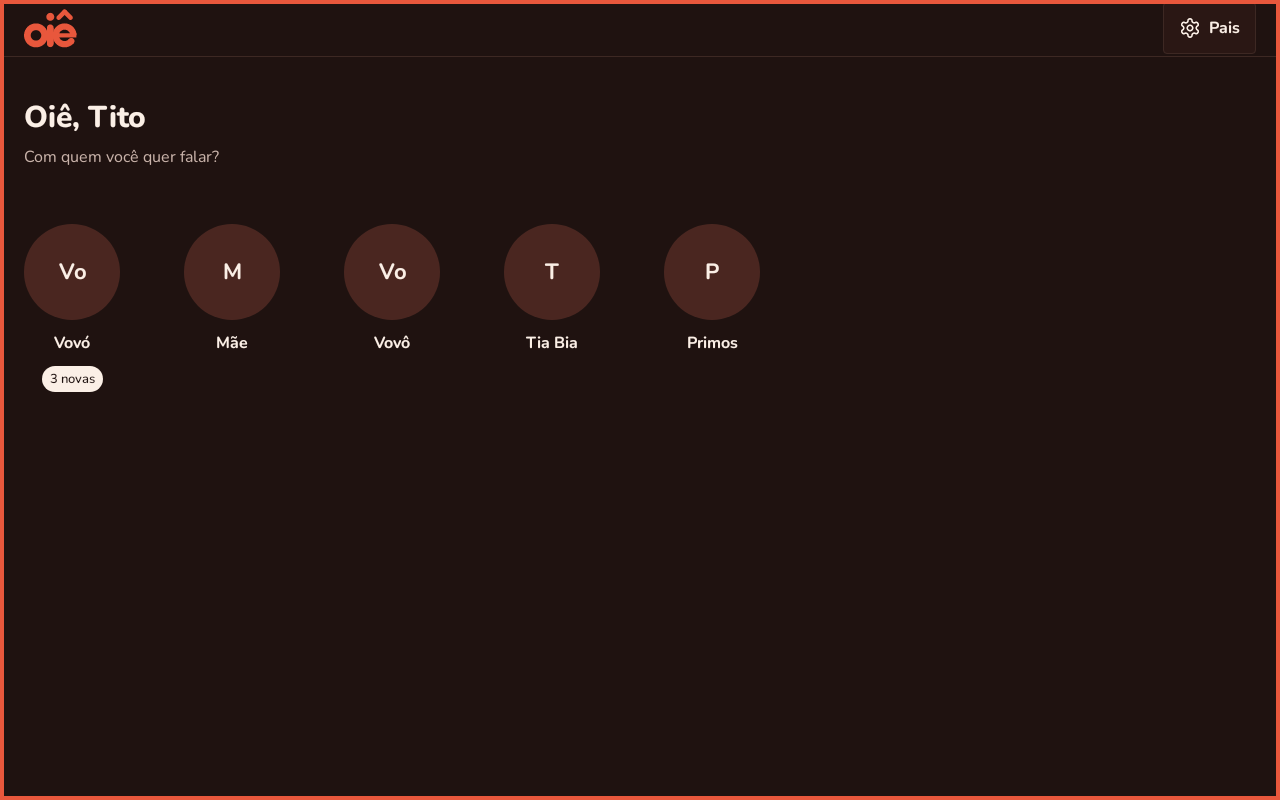 oiê
Pais
Oiê, Tito
Com quem você quer falar?
Vo
M
Vo
T
P
Vovó
Mãe
Vovô
Tia Bia
Primos
3 novas